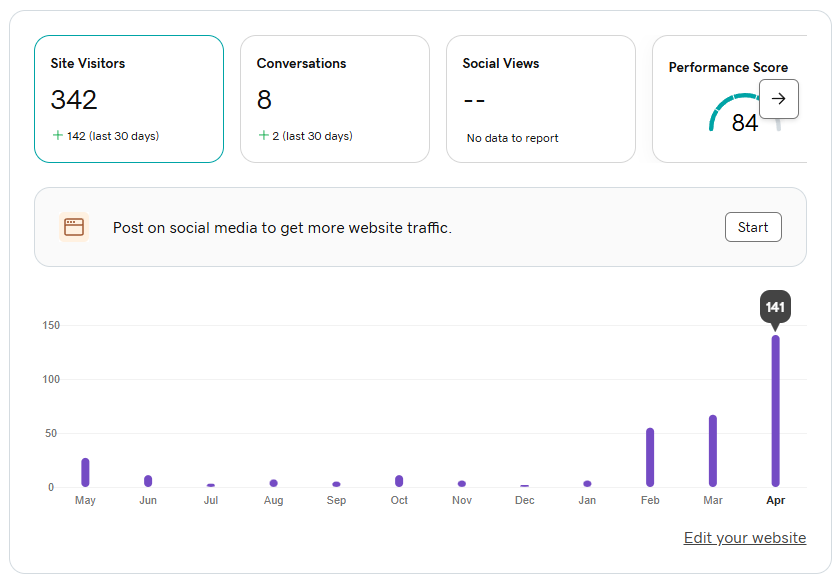 Site Visitors
342
+ 142 (last 30 days)
Conversations
8
+ 2 (last 30 days)
Social Views
--
No data to report
Performance Score
84
Post on social media to get more website traffic.
Start
141
150
100
50
0
May Jun Jul Aug Sep Oct Nov Dec Jan Feb Mar Apr
Edit your website